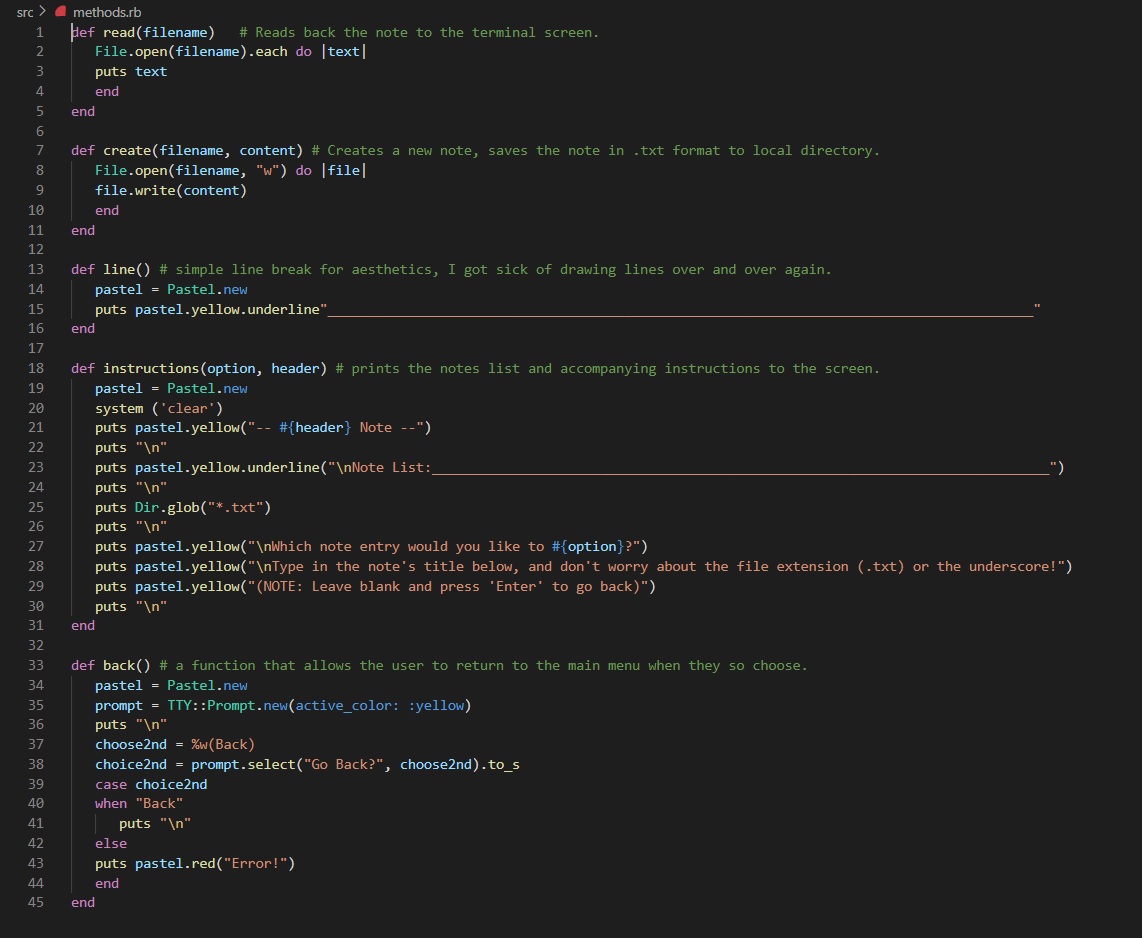 src > methods.rb
1 def read(filename)   # Reads back the note to the terminal screen.
2    File.open(filename).each do |text|
3    puts text
4    end
5 end
6
7 def create(filename, content) # Creates a new note, saves the note in .txt format to local directory.
8    File.open(filename, "w") do |file|
9    file.write(content)
10    end
11 end
12
13 def line() # simple line break for aesthetics, I got sick of drawing lines over and over again.
14    pastel = Pastel.new
15    puts pastel.yellow.underline"________________________________________________________________________________________"
16 end
17
18 def instructions(option, header) # prints the notes list and accompanying instructions to the screen.
19    pastel = Pastel.new
20    system ('clear')
21    puts pastel.yellow("-- #{header} Note --")
22    puts "\n"
23    puts pastel.yellow.underline("\nNote List:_____________________________________________________________________________")
24    puts "\n"
25    puts Dir.glob("*.txt")
26    puts "\n"
27    puts pastel.yellow("\nWhich note entry would you like to #{option}?")
28    puts pastel.yellow("\nType in the note's title below, and don't worry about the file extension (.txt) or the underscore!")
29    puts pastel.yellow("(NOTE: Leave blank and press 'Enter' to go back)")
30    puts "\n"
31 end
32
33 def back() # a function that allows the user to return to the main menu when they so choose.
34    pastel = Pastel.new
35    prompt = TTY::Prompt.new(active_color: :yellow)
36    puts "\n"
37    choose2nd = %w(Back)
38    choice2nd = prompt.select("Go Back?", choose2nd).to_s
39    case choice2nd
40    when "Back"
41       puts "\n"
42    else
43    puts pastel.red("Error!")
44    end
45 end